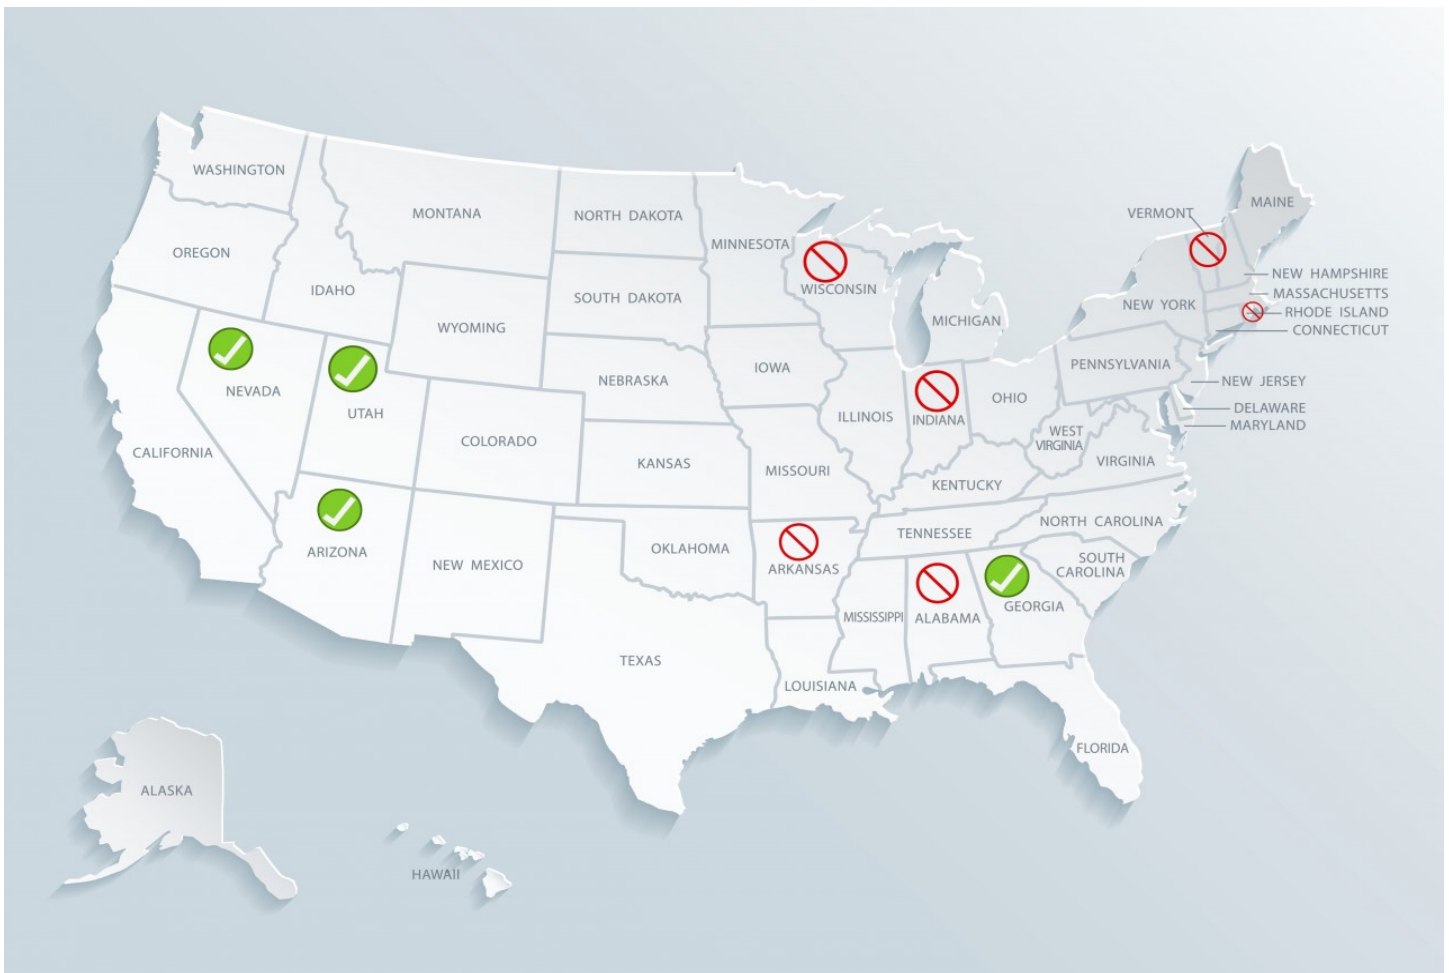 WASHINGTON
MONTANA
NORTH DAKOTA
MINNESOTA
VERMONT
MAINE
OREGON
IDAHO
WYOMING
SOUTH DAKOTA
WISCONSIN
MICHIGAN
NEW YORK
NEW HAMPSHIRE
MASSACHUSETTS
RHODE ISLAND
CONNECTICUT
NEVADA
UTAH
NEBRASKA
IOWA
ILLINOIS
INDIANA
OHIO
PENNSYLVANIA
NEW JERSEY
DELAWARE
MARYLAND
CALIFORNIA
COLORADO
KANSAS
MISSOURI
KENTUCKY
WEST
VIRGINIA
VIRGINIA
ARIZONA
NEW MEXICO
OKLAHOMA
ARKANSAS
TENNESSEE
NORTH CAROLINA
SOUTH
CAROLINA
MISSISSIPPI
ALABAMA
GEORGIA
TEXAS
LOUISIANA
FLORIDA
ALASKA
HAWAII